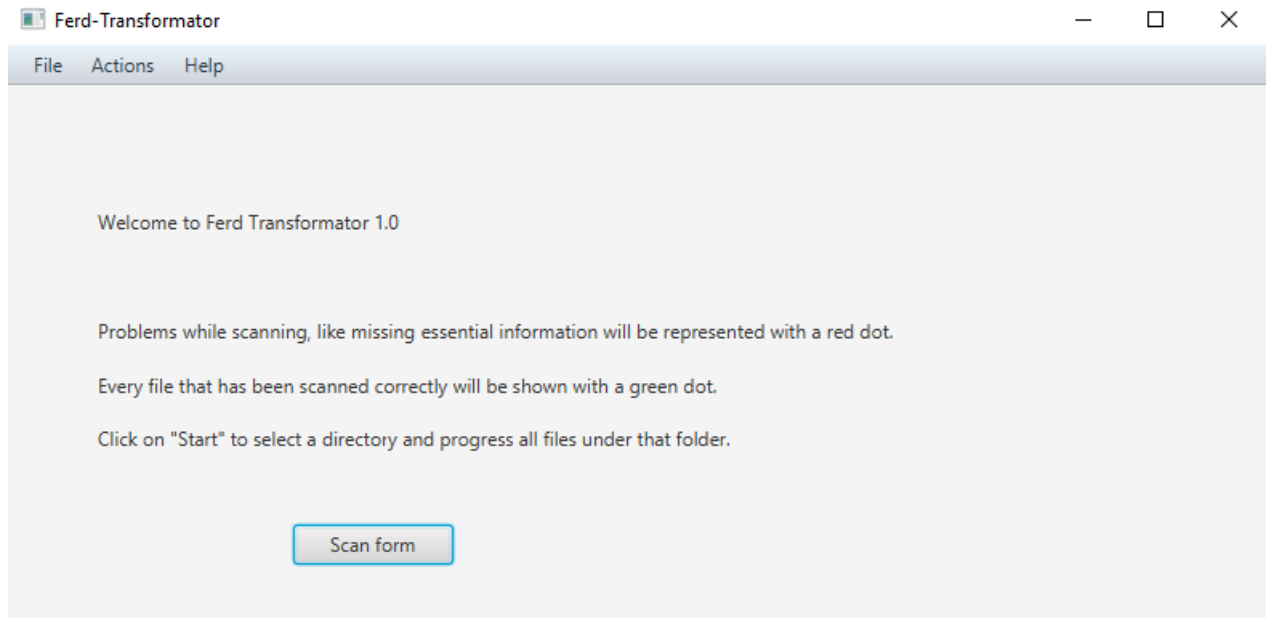 Ferd-Transformator
File Actions Help
Welcome to Ferd Transformator 1.0
Problems while scanning, like missing essential information will be represented with a red dot.
Every file that has been scanned correctly will be shown with a green dot.
Click on "Start" to select a directory and progress all files under that folder.
Scan form